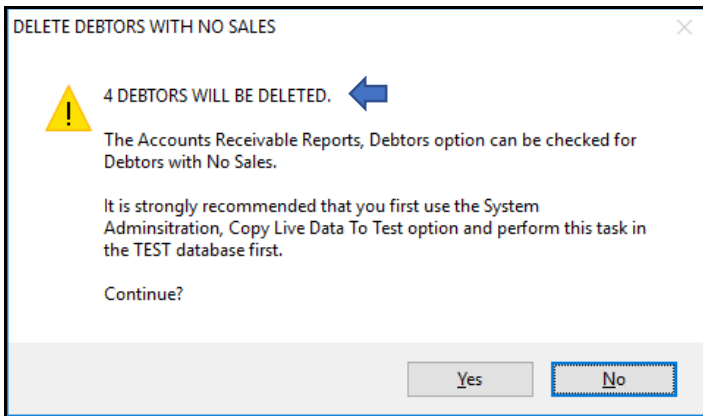 DELETE DEBTORS WITH NO SALES
4 DEBTORS WILL BE DELETED.
The Accounts Receivable Reports, Debtors option can be checked for
Debtors with No Sales.
It is strongly recommended that you first use the System
Adminsitration, Copy Live Data To Test option and perform this task in
the TEST database first.
Continue?
Yes
No